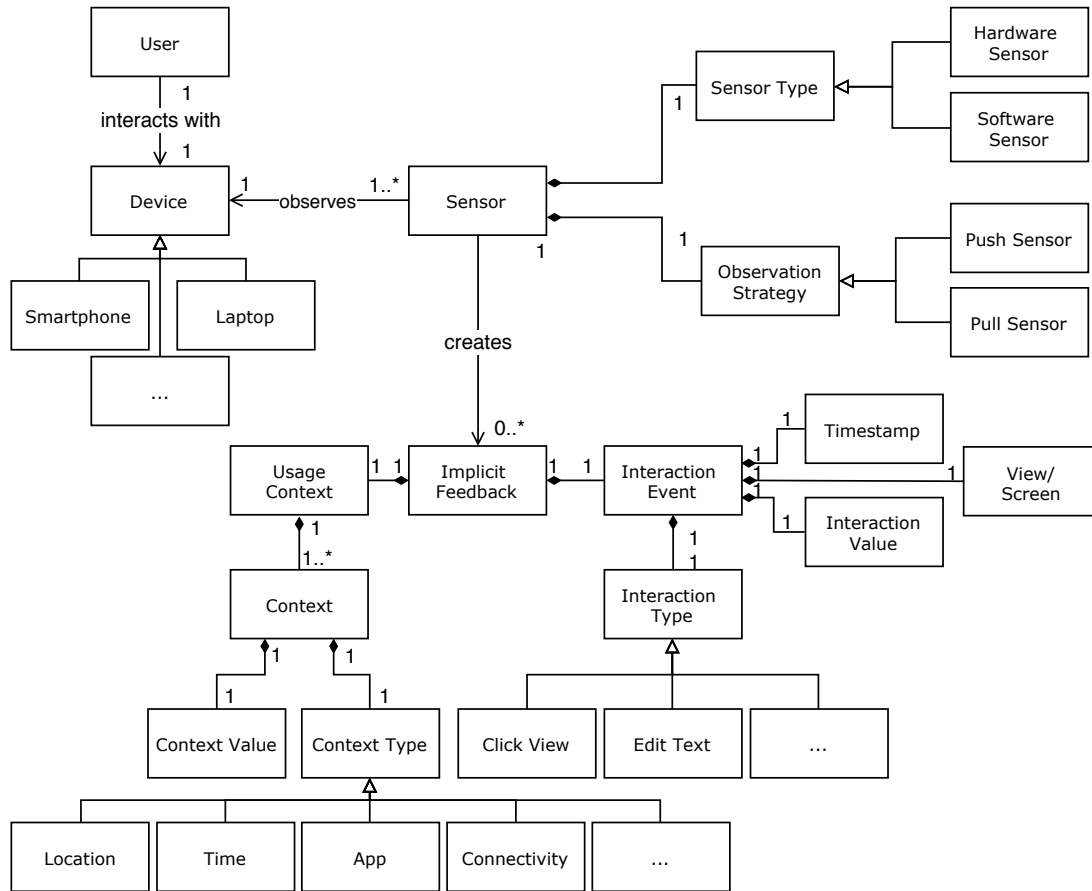 User
1
interacts with
1
Device
1
observes
1..*
Sensor
1
Sensor Type
1
Hardware
Sensor
Software
Sensor
1
Observation
Strategy
Push Sensor
Pull Sensor
Smartphone
Laptop
...
creates
0..*
Usage
Context
1
1
Implicit
Feedback
1
1
Interaction
Event
1
1
Timestamp
1
1
View/
Screen
1
1
Interaction
Value
1
1..*
Context
1
1
Interaction
Type
1
1
1
1
Context Value
Context Type
Click View
Edit Text
...
Location
Time
App
Connectivity
...